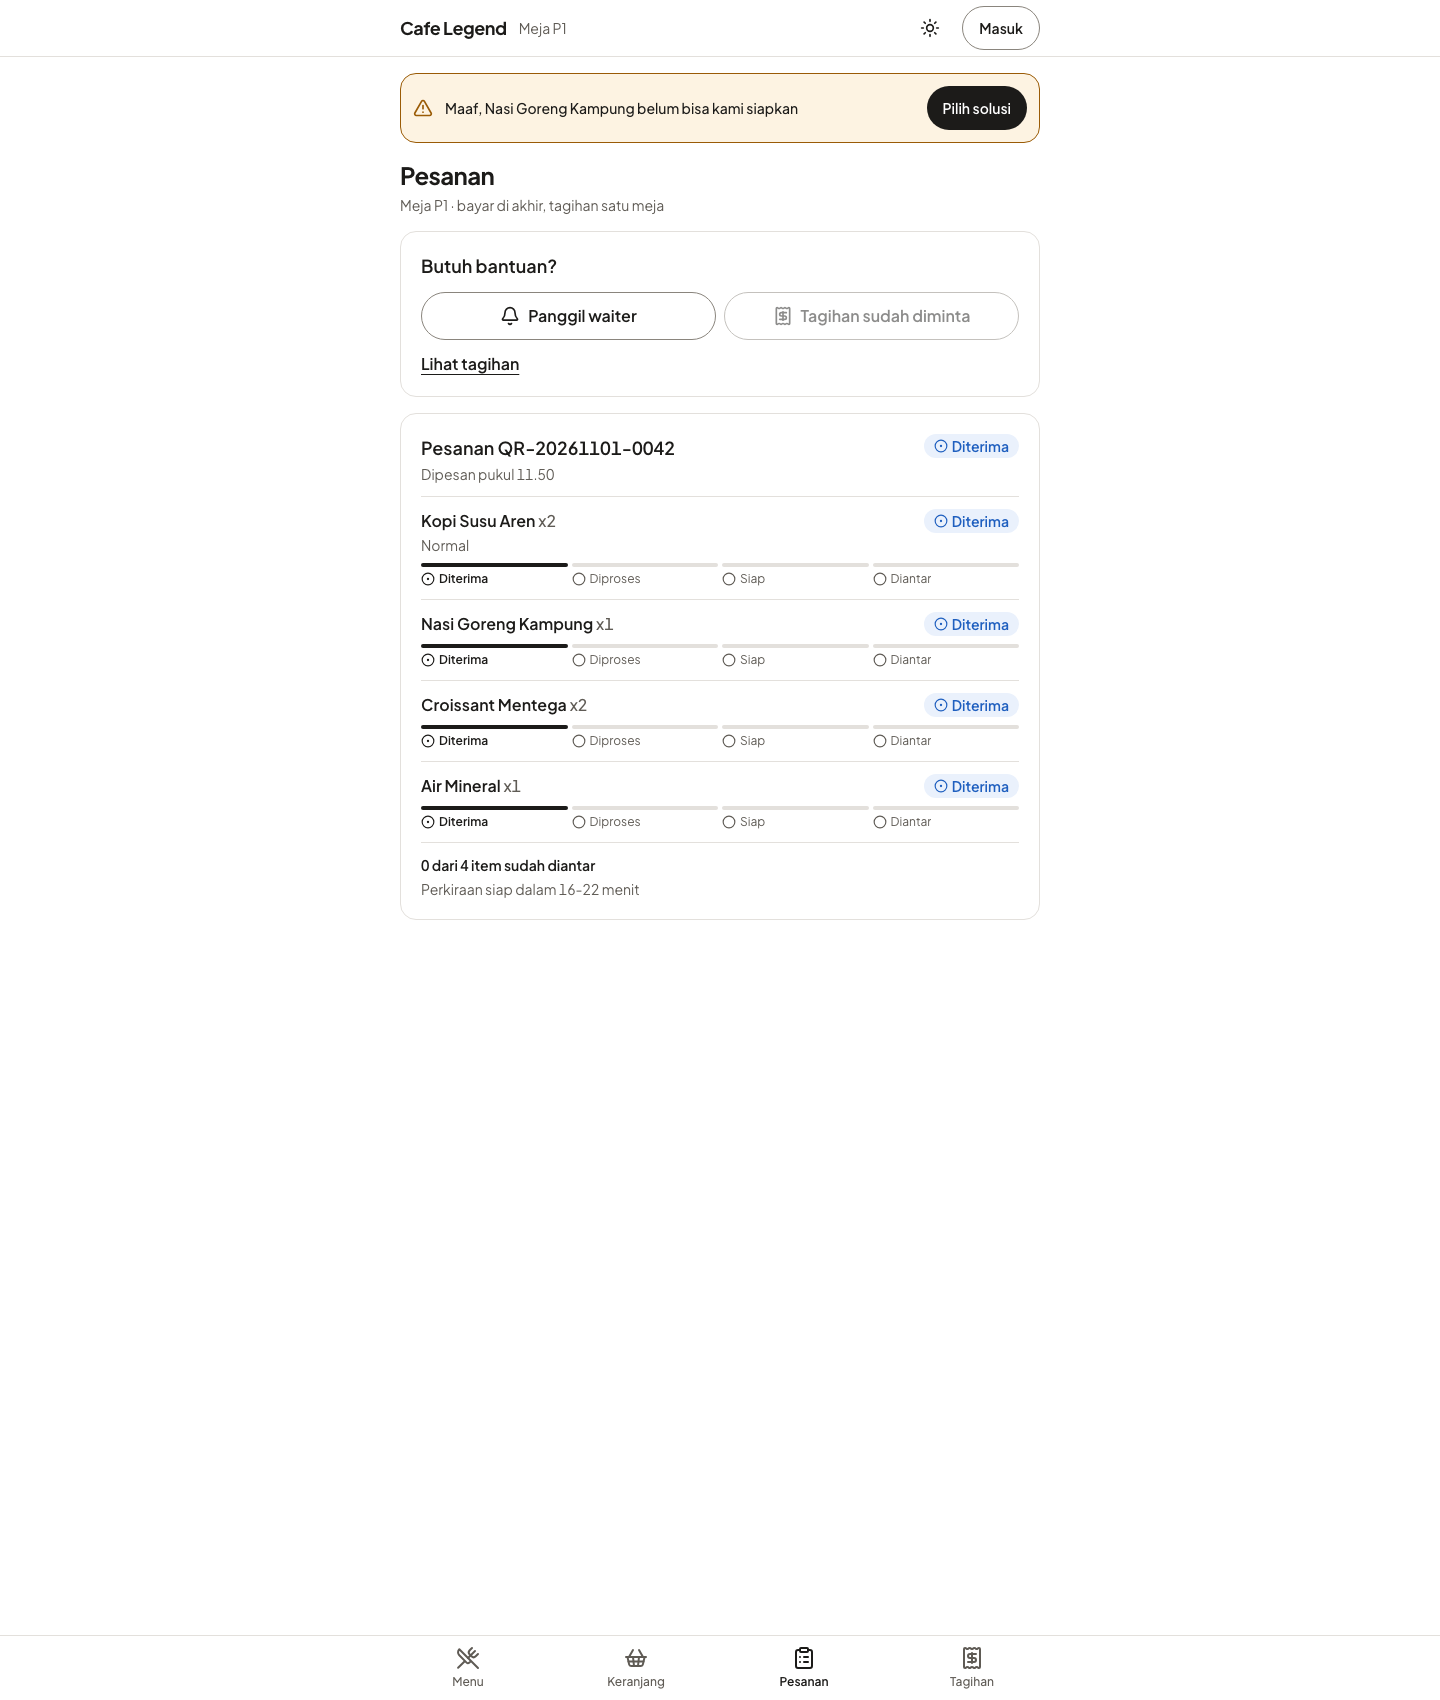 Cafe Legend Meja P1 Masuk
Maaf, Nasi Goreng Kampung belum bisa kami siapkan Pilih solusi
Pesanan
Meja P1 · bayar di akhir, tagihan satu meja
Butuh bantuan?
Panggil waiter Tagihan sudah diminta
Lihat tagihan
Pesanan QR-20261101-0042 Diterima
Dipesan pukul 11.50
Kopi Susu Aren x2 Diterima
Normal
Diterima Diproses Siap Diantar
Nasi Goreng Kampung x1 Diterima
Diterima Diproses Siap Diantar
Croissant Mentega x2 Diterima
Diterima Diproses Siap Diantar
Air Mineral x1 Diterima
Diterima Diproses Siap Diantar
0 dari 4 item sudah diantar
Perkiraan siap dalam 16-22 menit
Menu Keranjang Pesanan Tagihan